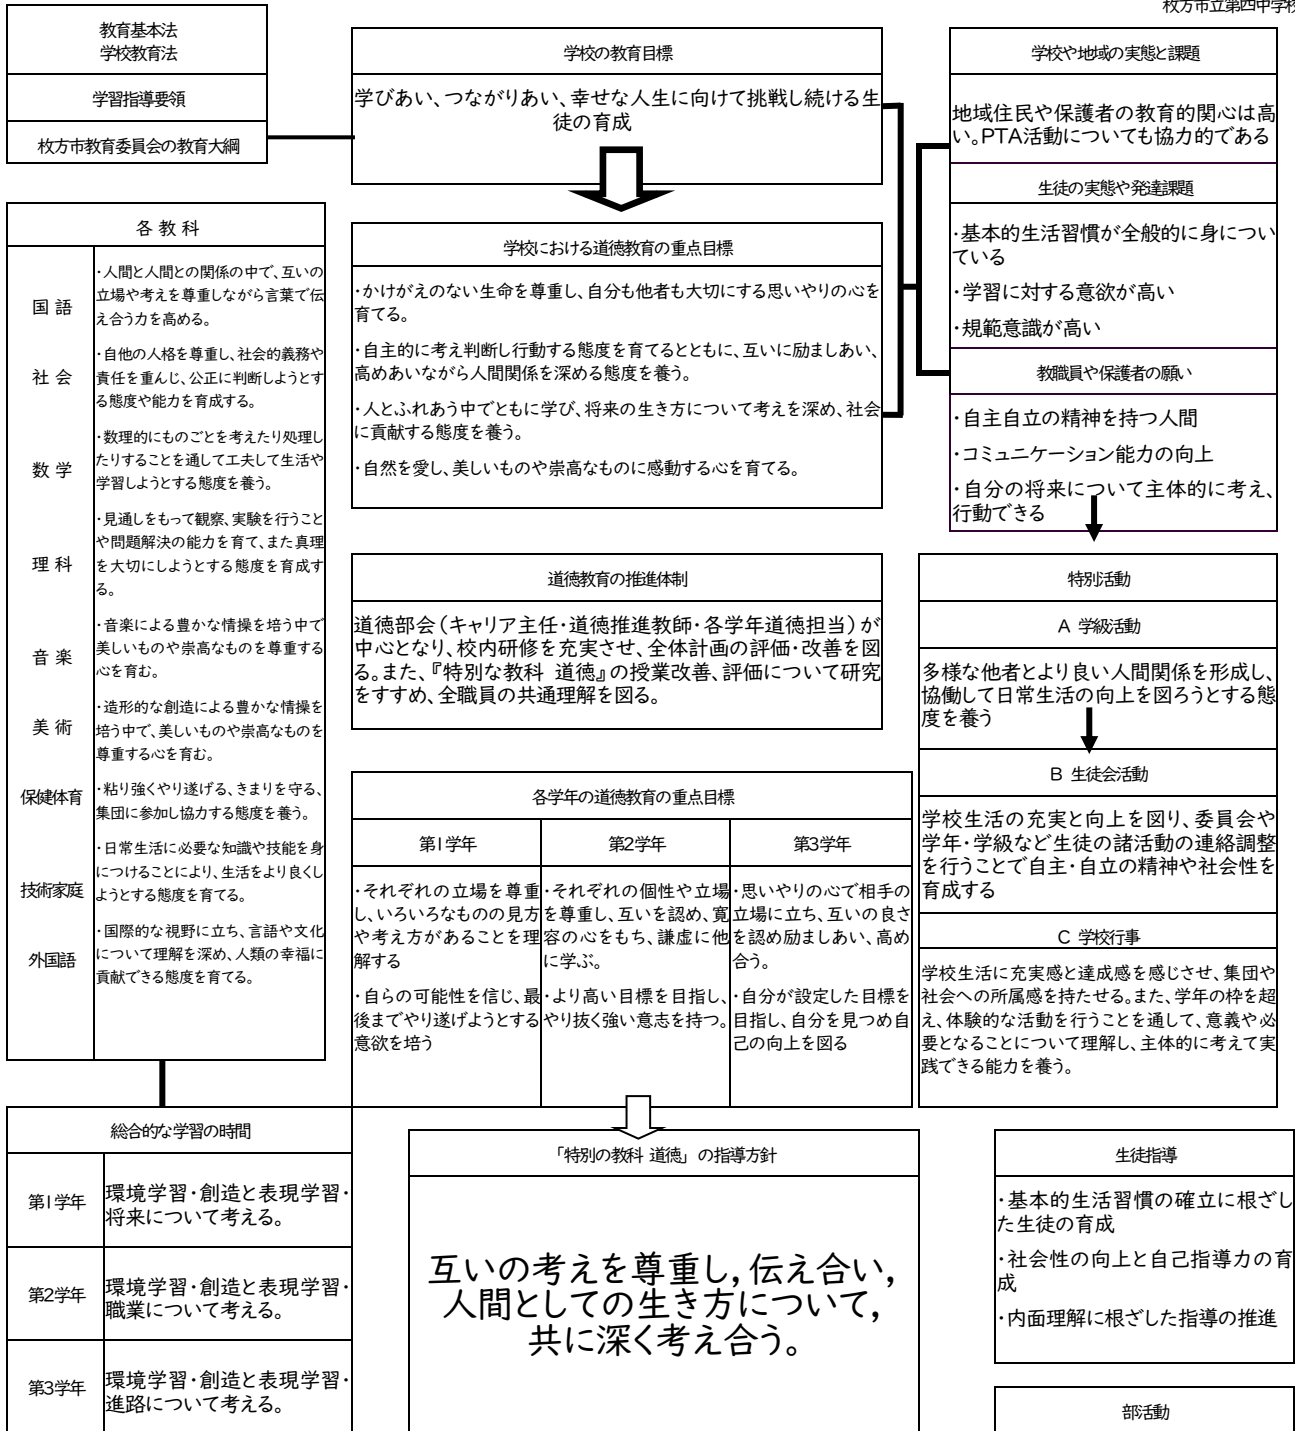 枚方市立第四中学校
教育基本法
学校教育法
学習指導要領
枚方市教育委員会の教育大綱
学校の教育目標
学びあい、つながりあい、幸せな人生に向けて挑戦し続ける生
徒の育成
学校や地域の実態と課題
地域住民や保護者の教育的関心は高
い。PTA活動についても協力的である
生徒の実態や発達課題
・基本的生活習慣が全般的に身につい
ている
・学習に対する意欲が高い
・規範意識が高い
教職員や保護者の願い
・自主自立の精神を持つ人間
・コミュニケーション能力の向上
・自分の将来について主体的に考え、
行動できる
各 教 科
国 語
・人間と人間との関係の中で、互いの
立場や考えを尊重しながら言葉で伝
え合う力を高める。
社 会
・自他の人格を尊重し、社会的義務や
責任を重んじ、公正に判断しようとす
る態度や能力を育成する。
数 学
・数理的にものごとを考えたり処理し
たりすることを通して工夫して生活や
学習しようとする態度を養う。
理 科
・見通しをもって観察、実験を行うこと
や問題解決の能力を育て、また真理
を大切にしようとする態度を育成す
る。
音 楽
・音楽による豊かな情操を培う中で
美しいものや崇高なものを尊重する
心を育む。
美 術
・造形的な創造による豊かな情操を
培う中で、美しいものや崇高なものを
尊重する心を育む。
保健体育
・粘り強くやり遂げる、きまりを守る、
集団に参加し協力する態度を養う。
技術家庭
・日常生活に必要な知識や技能を身
につけることにより、生活をより良くし
ようとする態度を育てる。
外国語
・国際的な視野に立ち、言語や文化
について理解を深め、人類の幸福に
貢献できる態度を育てる。
学校における道徳教育の重点目標
・かけがえのない生命を尊重し、自分も他者も大切にする思いやりの心を
育てる。
・自主的に考え判断し行動する態度を育てるとともに、互いに励ましあい、
高めあいながら人間関係を深める態度を養う。
・人とふれあう中でともに学び、将来の生き方について考えを深め、社会
に貢献する態度を養う。
・自然を愛し、美しいものや崇高なものに感動する心を育てる。
道徳教育の推進体制
道徳部会（キャリア主任・道徳推進教師・各学年道徳担当）が
中心となり、校内研修を充実させ、全体計画の評価・改善を図
る。また、『特別な教科 道徳』の授業改善、評価について研究
をすすめ、全職員の共通理解を図る。
各学年の道徳教育の重点目標
第1学年
・それぞれの立場を尊重
し、いろいろなものの見方
や考え方があることを理
解する
・自らの可能性を信じ、最
後までやり遂げようとする
意欲を培う
第2学年
・それぞれの個性や立場
を尊重し、互いを認め、寛
容の心をもち、謙虚に他
に学ぶ。
・より高い目標を目指し、
やり抜く強い意志を持つ。
第3学年
・思いやりの心で相手の
立場に立ち、互いの良さ
を認め励ましあい、高め
合う。
・自分が設定した目標を
目指し、自分を見つめ自
己の向上を図る
特別活動
A 学級活動
多様な他者とより良い人間関係を形成し、
協働して日常生活の向上を図ろうとする態
度を養う
B 生徒会活動
学校生活の充実と向上を図り、委員会や
学年・学級など生徒の諸活動の連絡調整
を行うことで自主・自立の精神や社会性を
育成する
C 学校行事
学校生活に充実感と達成感を感じさせ、集団や
社会への所属感を持たせる。また、学年の枠を超
え、体験的な活動を行うことを通して、意義や必
要となることについて理解し、主体的に考えて実
践できる能力を養う。
総合的な学習の時間
第1学年
環境学習・創造と表現学習・
将来について考える。
第2学年
環境学習・創造と表現学習・
職業について考える。
第3学年
環境学習・創造と表現学習・
進路について考える。
「特別の教科 道徳」の指導方針
互いの考えを尊重し，伝え合い，
人間としての生き方について，
共に深く考え合う。
生徒指導
・基本的生活習慣の確立に根ざし
た生徒の育成
・社会性の向上と自己指導力の育
成
・内面理解に根ざした指導の推進
部活動